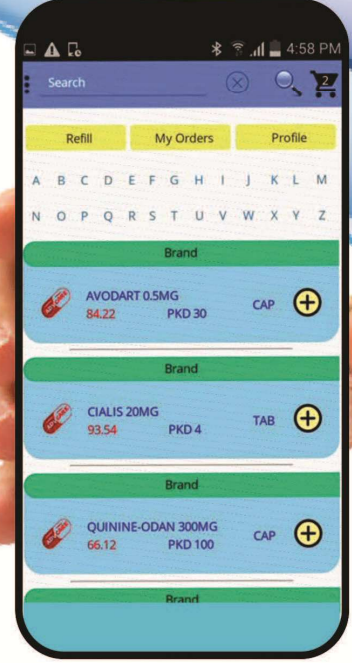 4:58 PM
Search
2
Refill My Orders Profile
A B C D E F G H I J K L M
N O P Q R S T U V W X Y Z
Brand
AVODART 0.5MG
84.22 PKD 30 CAP
Brand
CIALIS 20MG
93.54 PKD 4 TAB
Brand
QUININE-ODAN 300MG
66.12 PKD 100 CAP
Brand